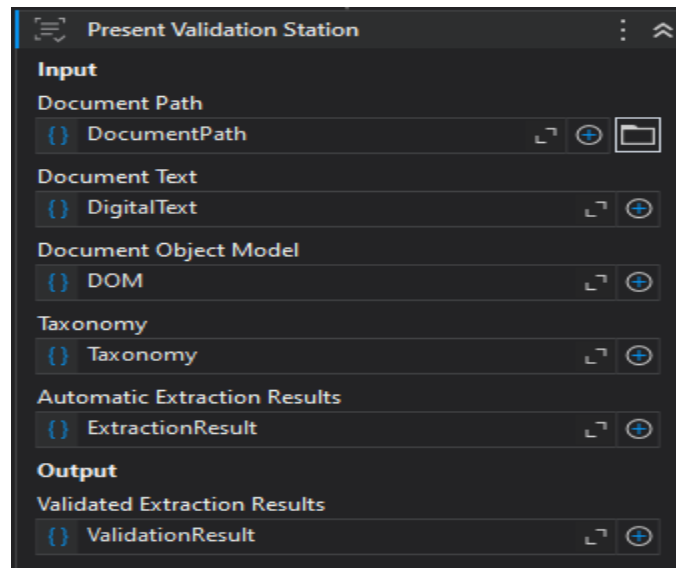 Present Validation Station
Input
Document Path
{} DocumentPath
Document Text
{} DigitalText
Document Object Model
{} DOM
Taxonomy
{} Taxonomy
Automatic Extraction Results
{} ExtractionResult
Output
Validated Extraction Results
{} ValidationResult